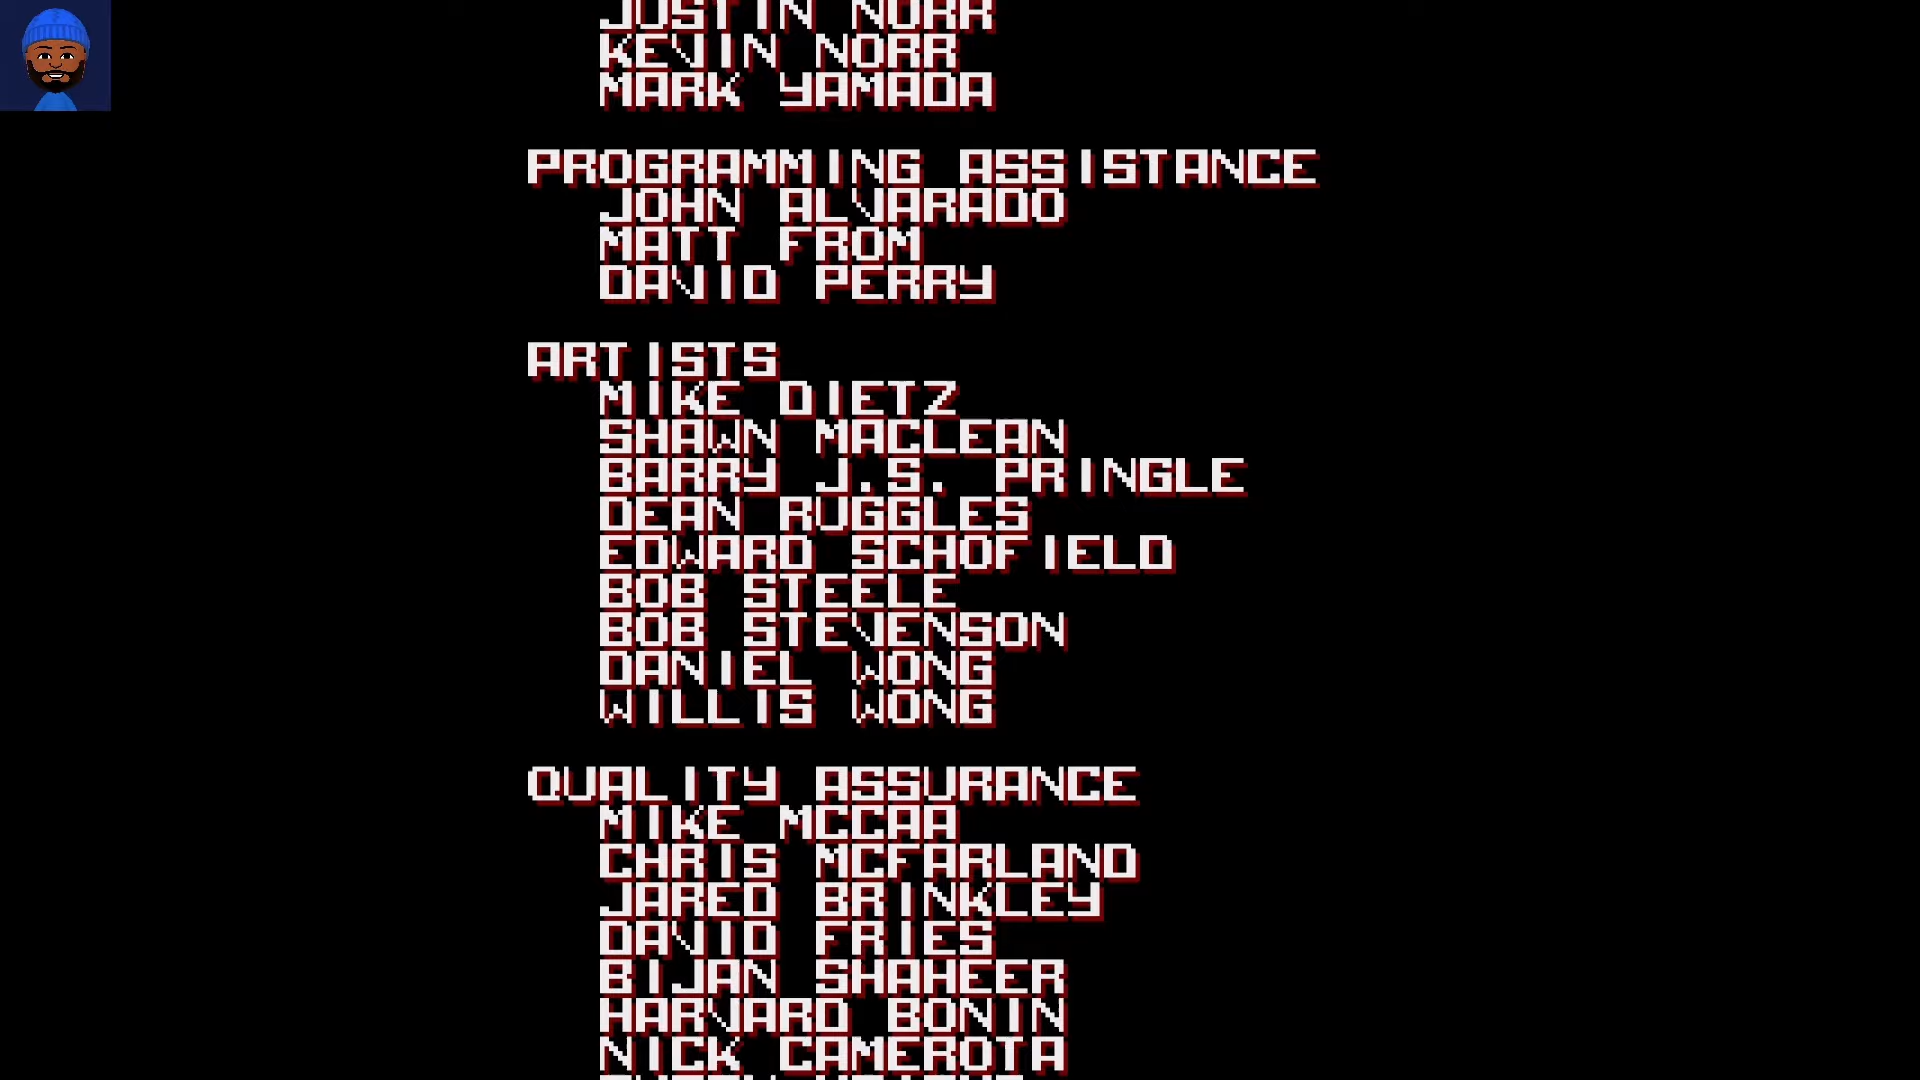 JUSTIN NORR
KEVIN NORR
MARK YAMADA
PROGRAMMING ASSISTANCE
JOHN ALVARADO
MATT FROM
DAVID PERRY
ARTISTS
MIKE DIETZ
SHAWN MACLEAN
BARRY J.S. PRINGLE
DEAN RUGGLES
EDWARD SCHOFIELD
BOB STEELE
BOB STEVENSON
DANIEL WONG
WILLIS WONG
QUALITY ASSURANCE
MIKE MCCAA
CHRIS MCFARLAND
JARED BRINKLEY
DAVID FRIES
BIJAN SHAHEER
HARVARD BONIN
NICK CAMEROTA